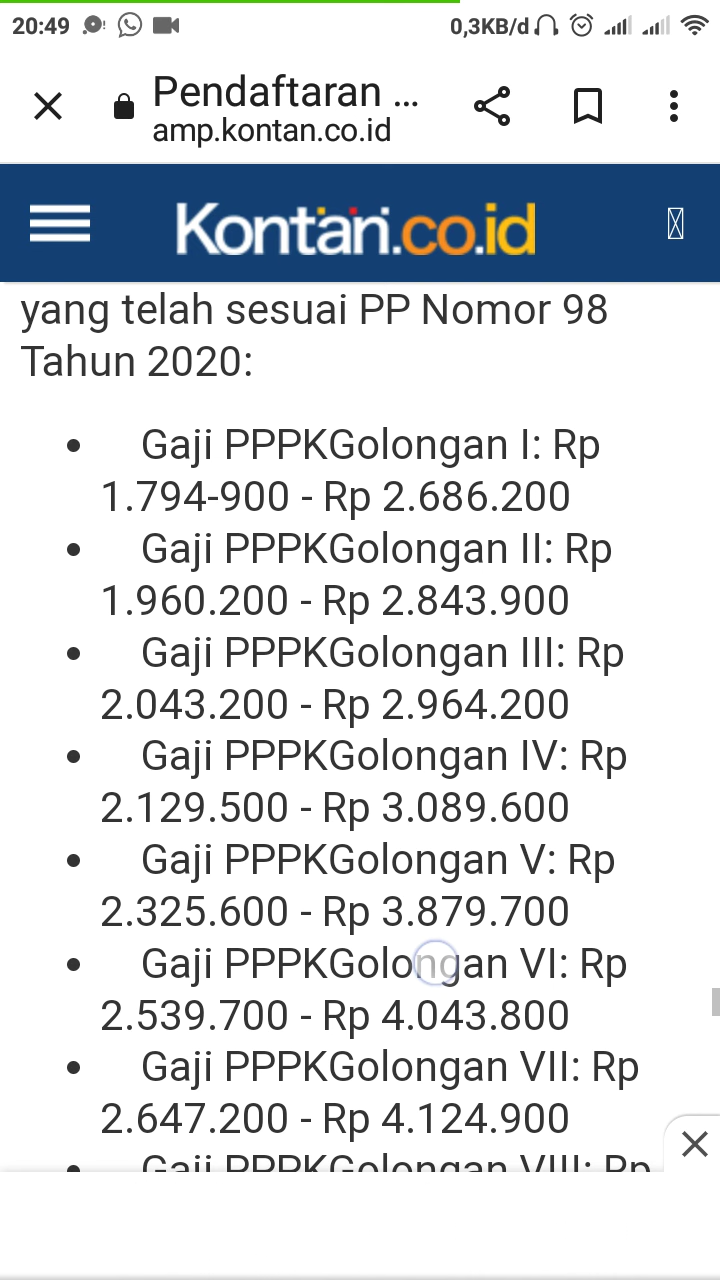 20:49
0,3KB/d
Pendaftaran ...
amp.kontan.co.id
Kontan.co.id
yang telah sesuai PP Nomor 98
Tahun 2020:
• Gaji PPPKGolongan I: Rp
1.794-900 - Rp 2.686.200
• Gaji PPPKGolongan II: Rp
1.960.200 - Rp 2.843.900
• Gaji PPPKGolongan III: Rp
2.043.200 - Rp 2.964.200
• Gaji PPPKGolongan IV: Rp
2.129.500 - Rp 3.089.600
• Gaji PPPKGolongan V: Rp
2.325.600 - Rp 3.879.700
• Gaji PPPKGolongan VI: Rp
2.539.700 - Rp 4.043.800
• Gaji PPPKGolongan VII: Rp
2.647.200 - Rp 4.124.900
• Gaji PPPKGolongan VIII: Rp